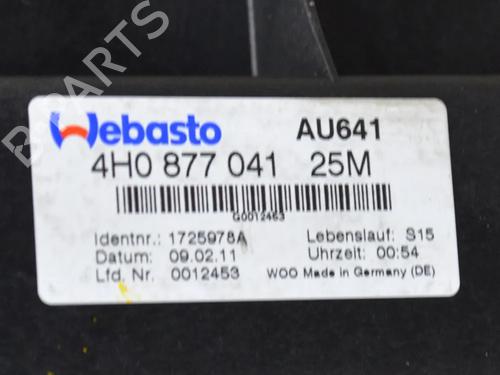 B-PARTS
Webasto AU641
4H0 877 041 25M
G0012453
Identnr.: 1725978A Lebenslauf: S15
Datum: 09.02.11 Uhrzeit: 00:54
Lfd. Nr. 0012453 WOO Made in Germany (DE)